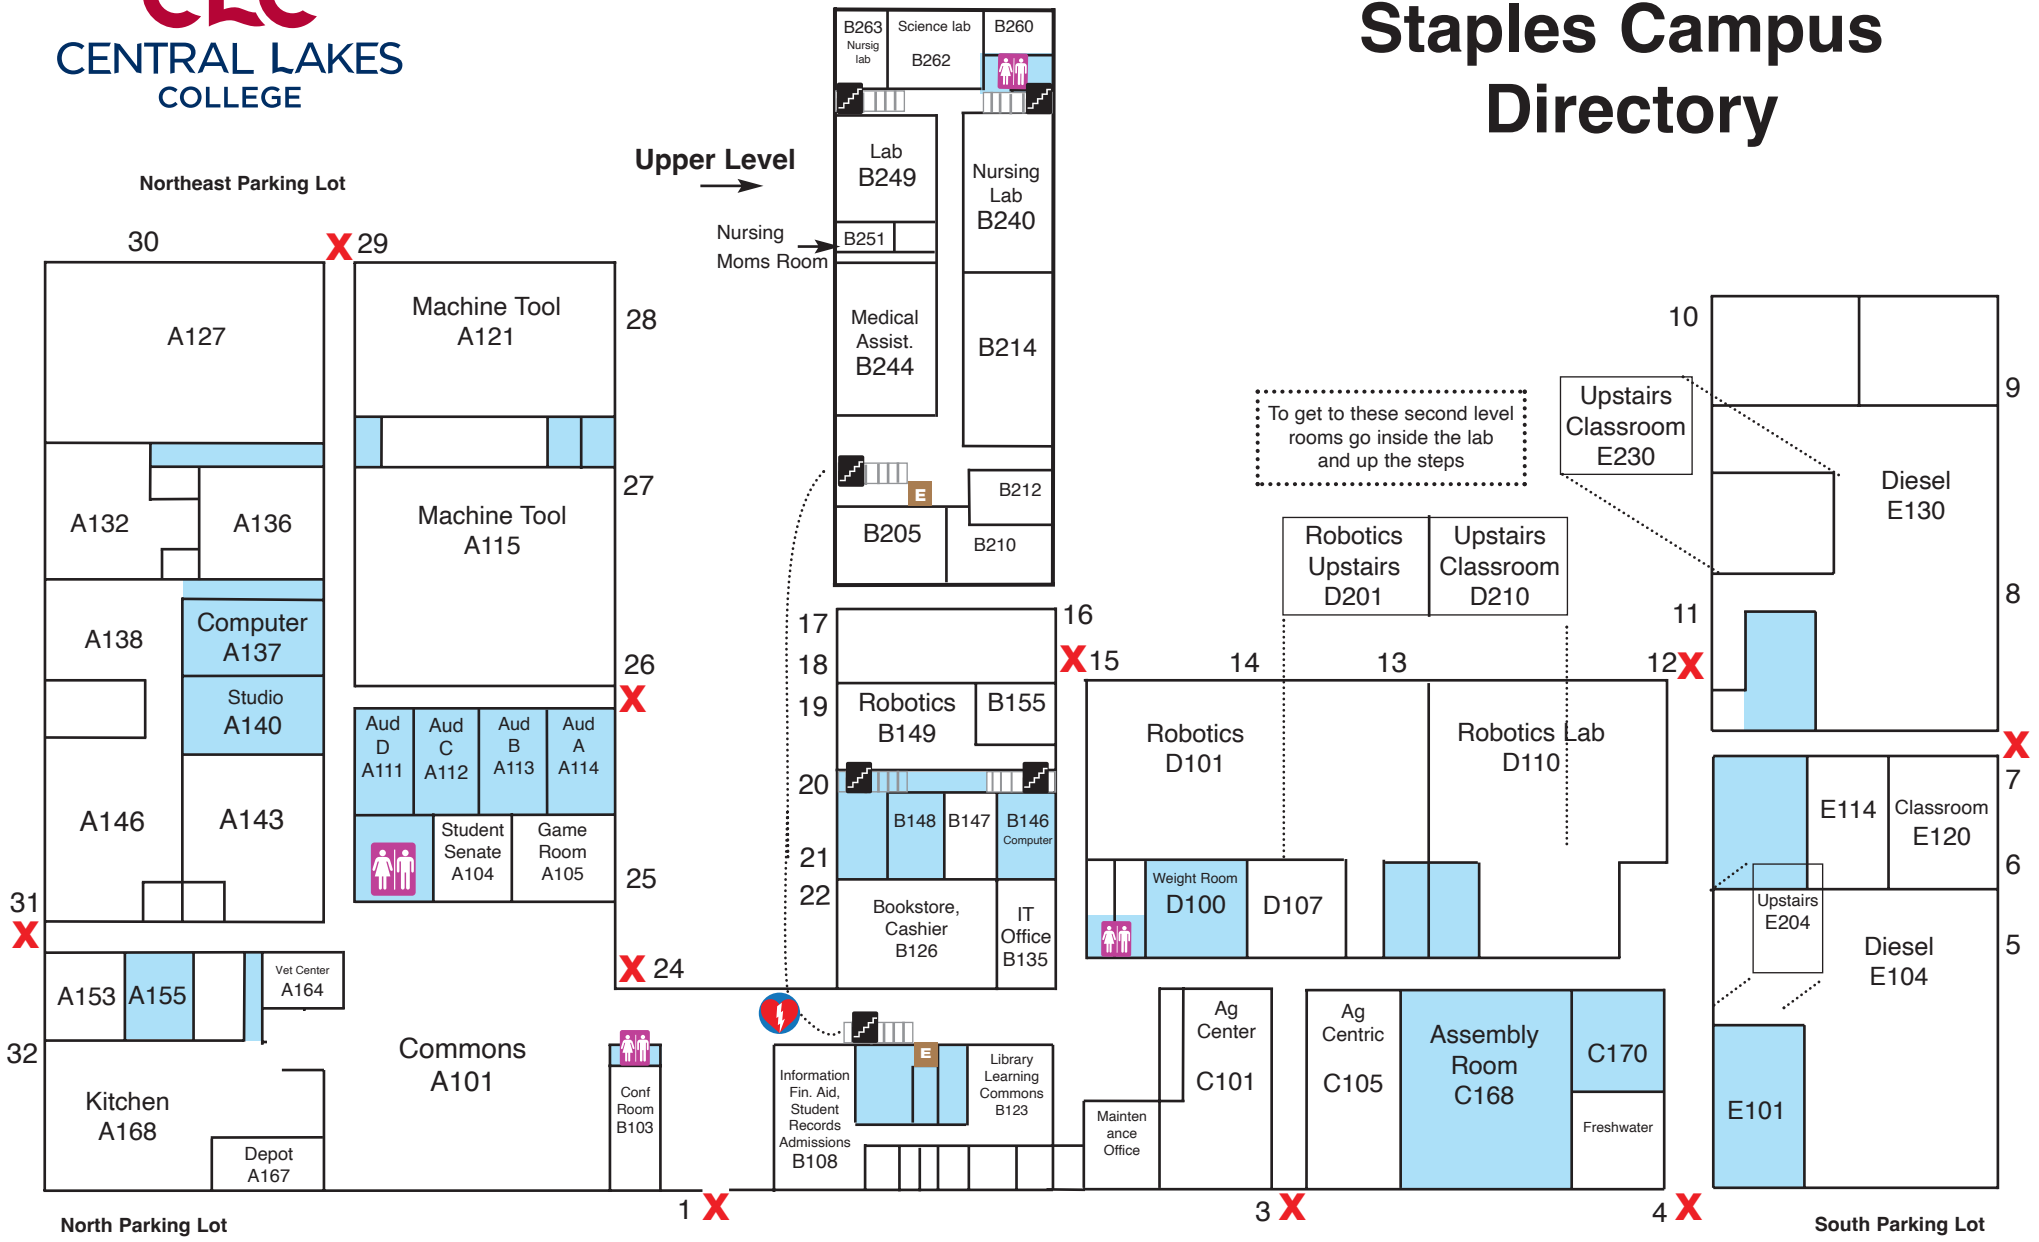 CLC
CENTRAL LAKES
COLLEGE
Staples Campus
Directory
Upper Level
Northeast Parking Lot
Nursing
Moms Room
B263
Nursig
lab
Science lab
B262
B260
Lab
B249
Nursing
Lab
B240
B251
Medical
Assist.
B244
B214
E
B212
B205
B210
30
X 29
28
27
26
X
25
X 24
A127
Machine Tool
A121
A132
A136
Machine Tool
A115
A138
Computer
A137
Studio
A140
A146
A143
Aud
D
A111
Aud
C
A112
Aud
B
A113
Aud
A
A114
Student
Senate
A104
Game
Room
A105
31
X
32
A153
A155
Vet Center
A164
Kitchen
A168
Depot
A167
Commons
A101
Conf
Room
B103
17
18
19
20
21
22
16
X 15
14
13
12 X
Robotics
B149
B155
B148
B147
B146
Computer
Bookstore,
Cashier
B126
IT
Office
B135
E
Information
Fin. Aid,
Student
Records
Admissions
B108
Library
Learning
Commons
B123
Mainten
ance
Office
To get to these second level
rooms go inside the lab
and up the steps
Robotics
Upstairs
D201
Upstairs
Classroom
D210
Upstairs
Classroom
E230
Robotics
D101
Robotics Lab
D110
Weight Room
D100
D107
Ag
Center
C101
Ag
Centric
C105
Assembly
Room
C168
C170
Freshwater
10
9
11
8
X
7
6
5
Diesel
E130
E114
Classroom
E120
Upstairs
E204
Diesel
E104
E101
1 X
3 X
4 X
North Parking Lot
South Parking Lot